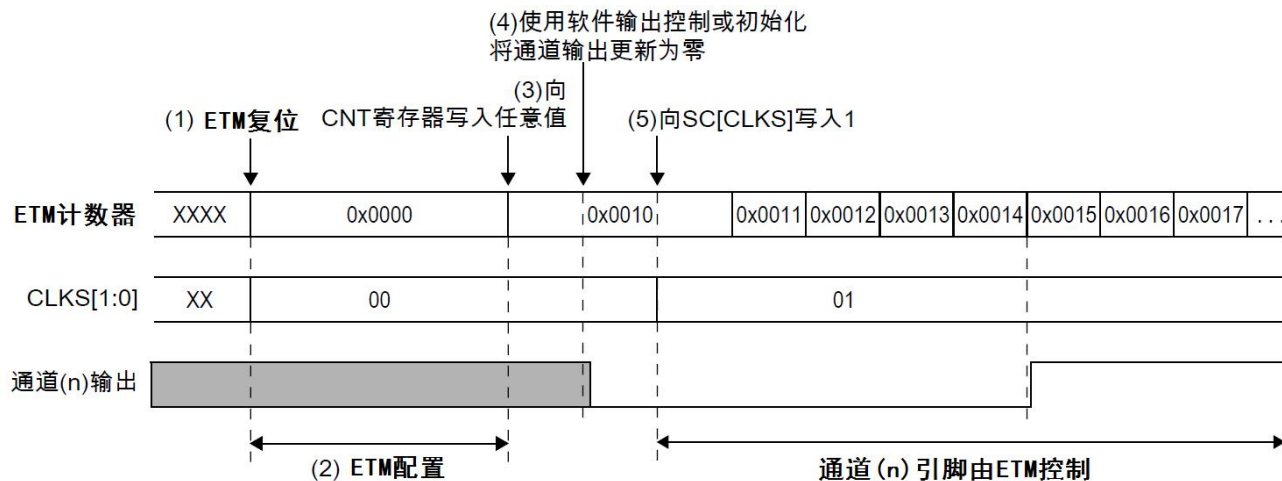 (4)使用软件输出控制或初始化
将通道输出更新为零
(3)向
(1) ETM复位 CNT寄存器写入任意值 (5)向SC[CLKS]写入1
ETM计数器 XXXX 0x0000 0x0010 0x0011 0x0012 0x0013 0x0014 0x0015 0x0016 0x0017 ...
CLKS[1:0] XX 00 01
通道(n)输出
(2) ETM配置 通道(n)引脚由ETM控制